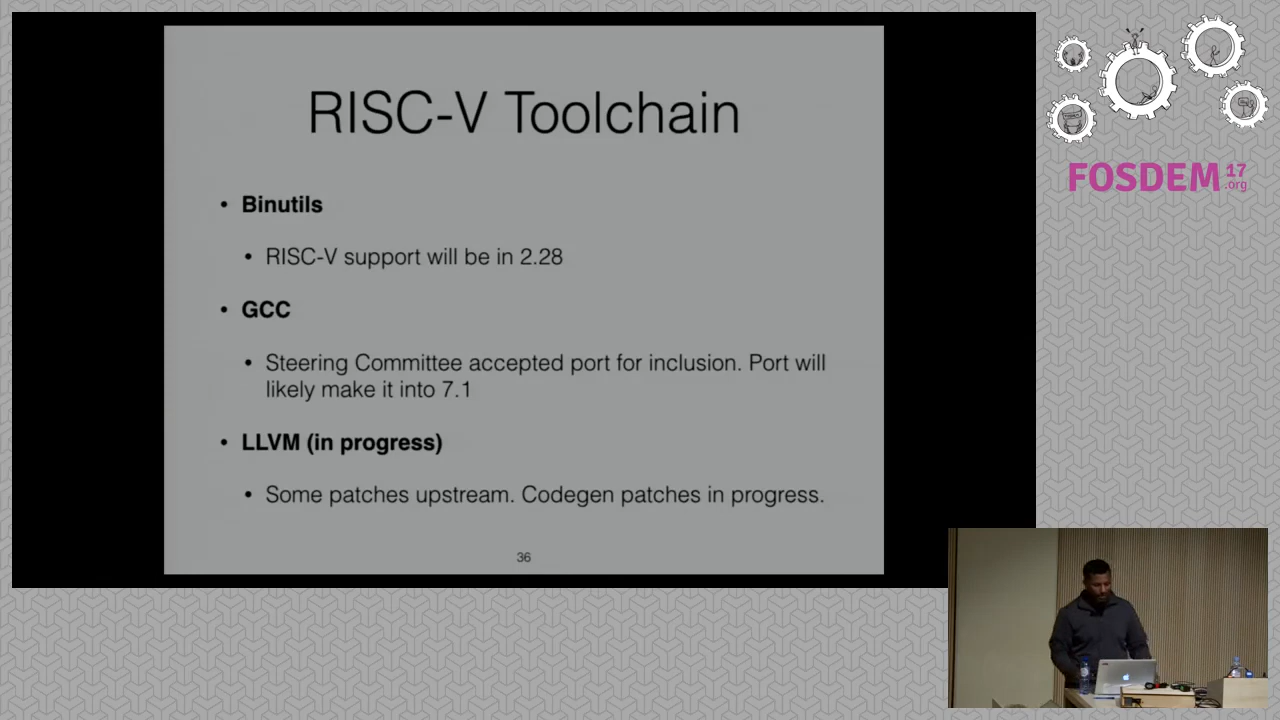 RISC-V Toolchain
• Binutils
• RISC-V support will be in 2.28
• GCC
• Steering Committee accepted port for inclusion. Port will
likely make it into 7.1
• LLVM (in progress)
• Some patches upstream. Codegen patches in progress.
36
FOSDEM 17
.org